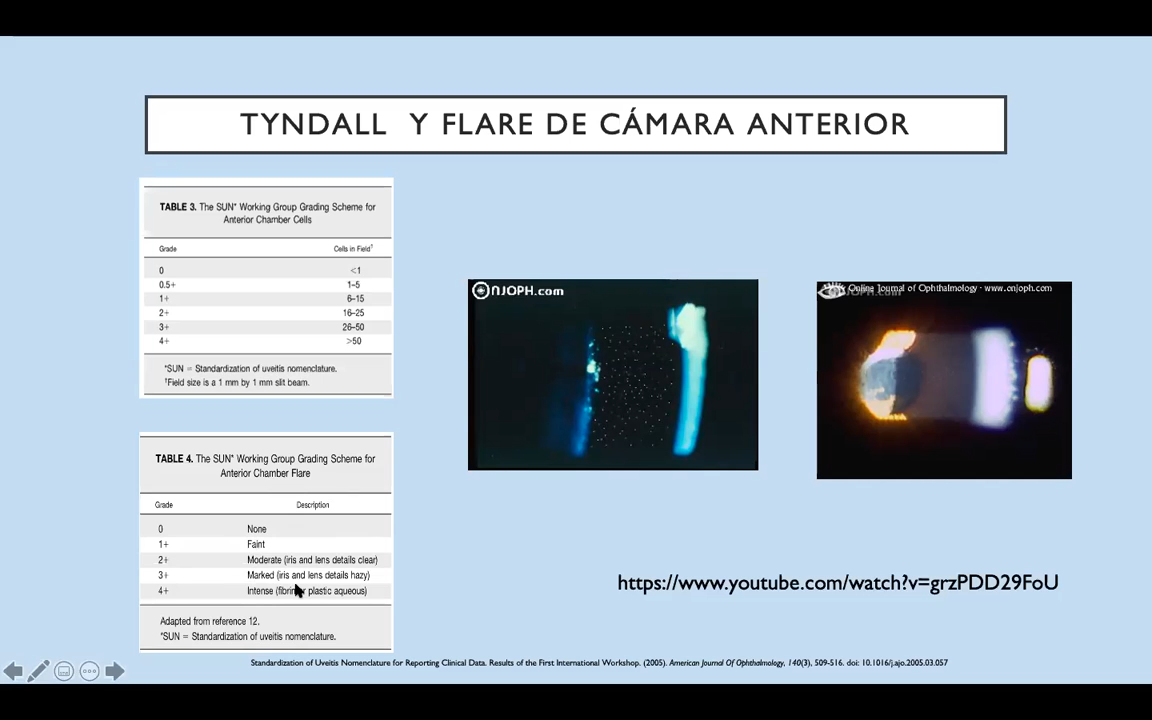 TYNDALL Y FLARE DE CÁMARA ANTERIOR
TABLE 3. The SUN* Working Group Grading Scheme for
Anterior Chamber Cells
Grade Cells in Field†
0 <1
0.5+ 1–5
1+ 6–15
2+ 16–25
3+ 26–50
4+ >50
*SUN = Standardization of uveitis nomenclature.
†Field size is a 1 mm by 1 mm slit beam.
TABLE 4. The SUN* Working Group Grading Scheme for
Anterior Chamber Flare
Grade Description
0 None
1+ Faint
2+ Moderate (iris and lens details clear)
3+ Marked (iris and lens details hazy)
4+ Intense plastic aqueous)
Adapted from reference 12.
*SUN = Standardization of uveitis nomenclature.
ONJOPH.com
Online Journal of Ophthalmology - www.onjoph.com
https://www.youtube.com/watch?v=grzPDD29FoU
Standardization of Uveitis Nomenclature for Reporting Clinical Data. Results of the First International Workshop. (2005). American Journal Of Ophthalmology, 140(3), 509-516. doi: 10.1016/j.ajo.2005.03.057